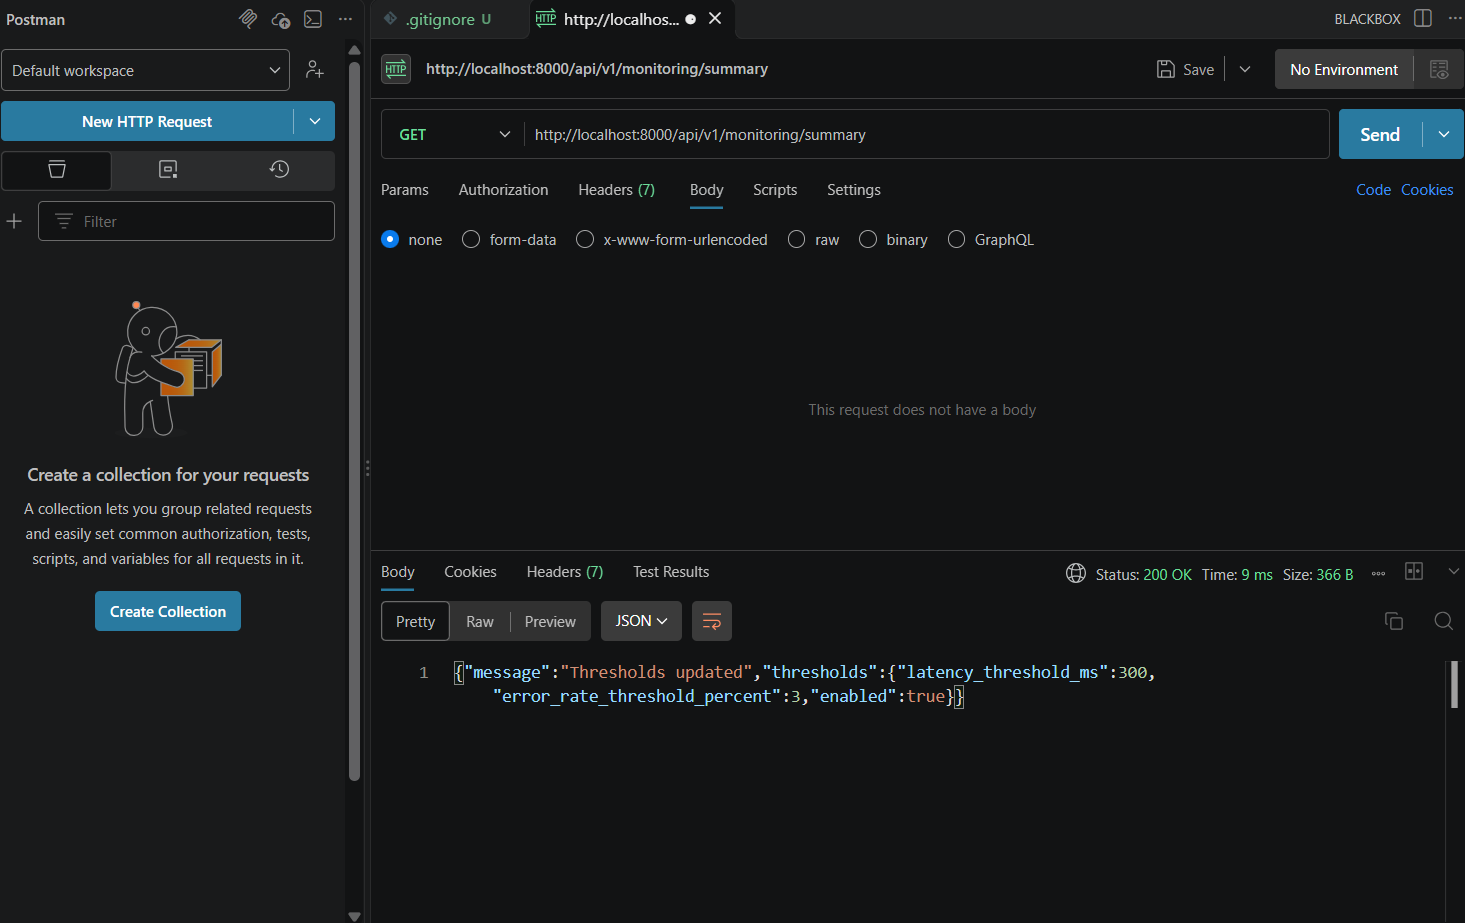 Postman
Default workspace
New HTTP Request
Filter
Create a collection for your requests
A collection lets you group related requests
and easily set common authorization, tests,
scripts, and variables for all requests in it.
Create Collection
.gitignore U
HTTP http://localhos...
BLACKBOX
HTTP http://localhost:8000/api/v1/monitoring/summary
Save
No Environment
GET http://localhost:8000/api/v1/monitoring/summary
Send
Params Authorization Headers (7) Body Scripts Settings
Code Cookies
none form-data x-www-form-urlencoded raw binary GraphQL
This request does not have a body
Body Cookies Headers (7) Test Results
Status: 200 OK Time: 9 ms Size: 366 B
Pretty Raw Preview JSON
1 {"message":"Thresholds updated","thresholds":{"latency_threshold_ms":300,
"error_rate_threshold_percent":3,"enabled":true}}